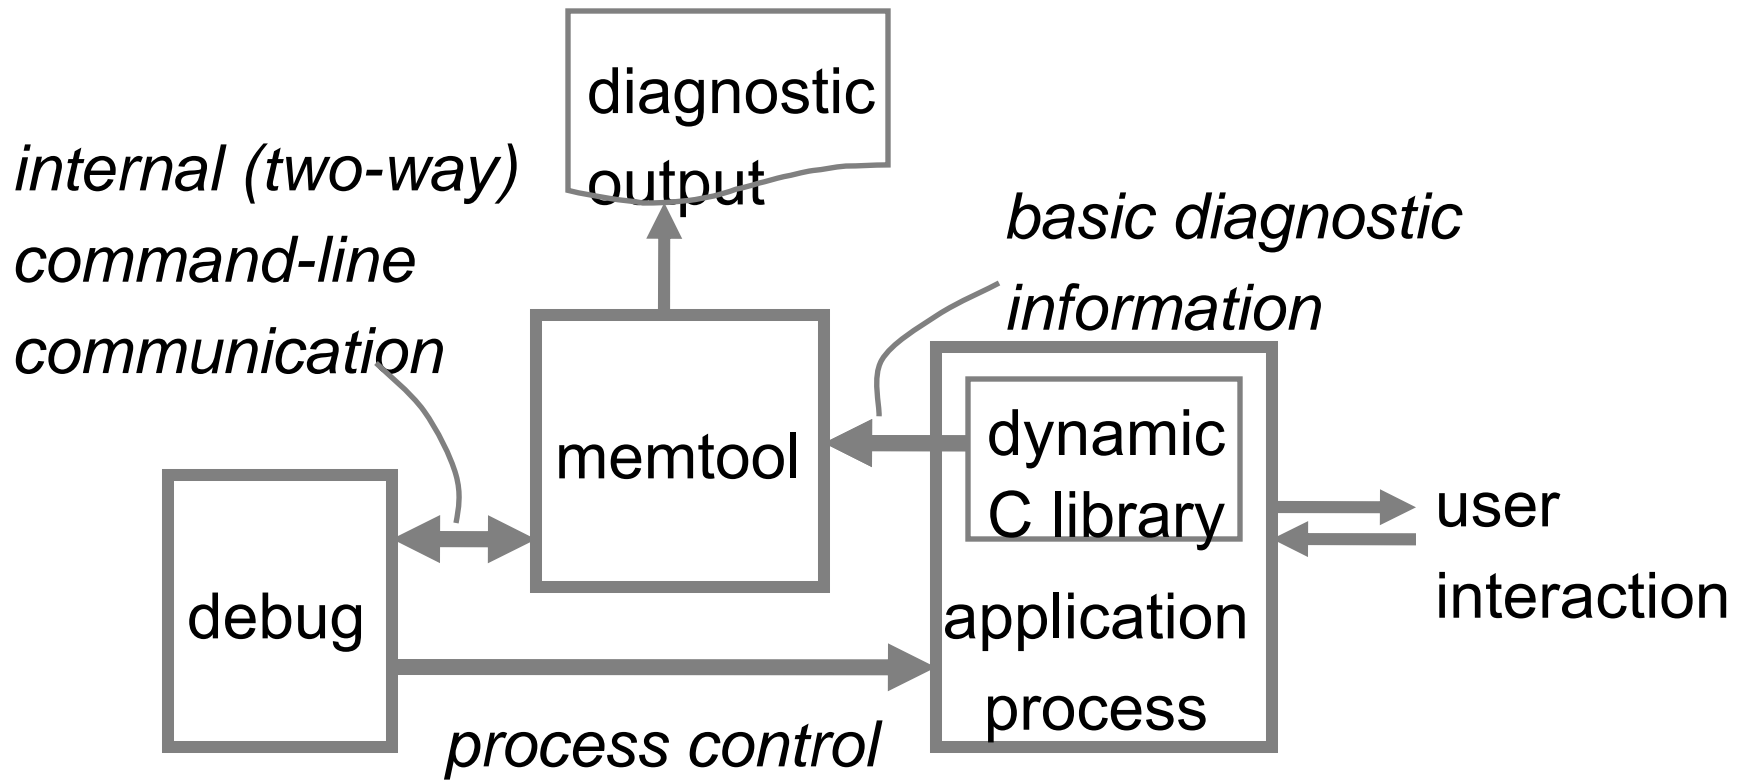 diagnostic
output
internal (two-way)
command-line
communication
basic diagnostic
information
memtool
dynamic
C library
user
interaction
debug
application
process
process control